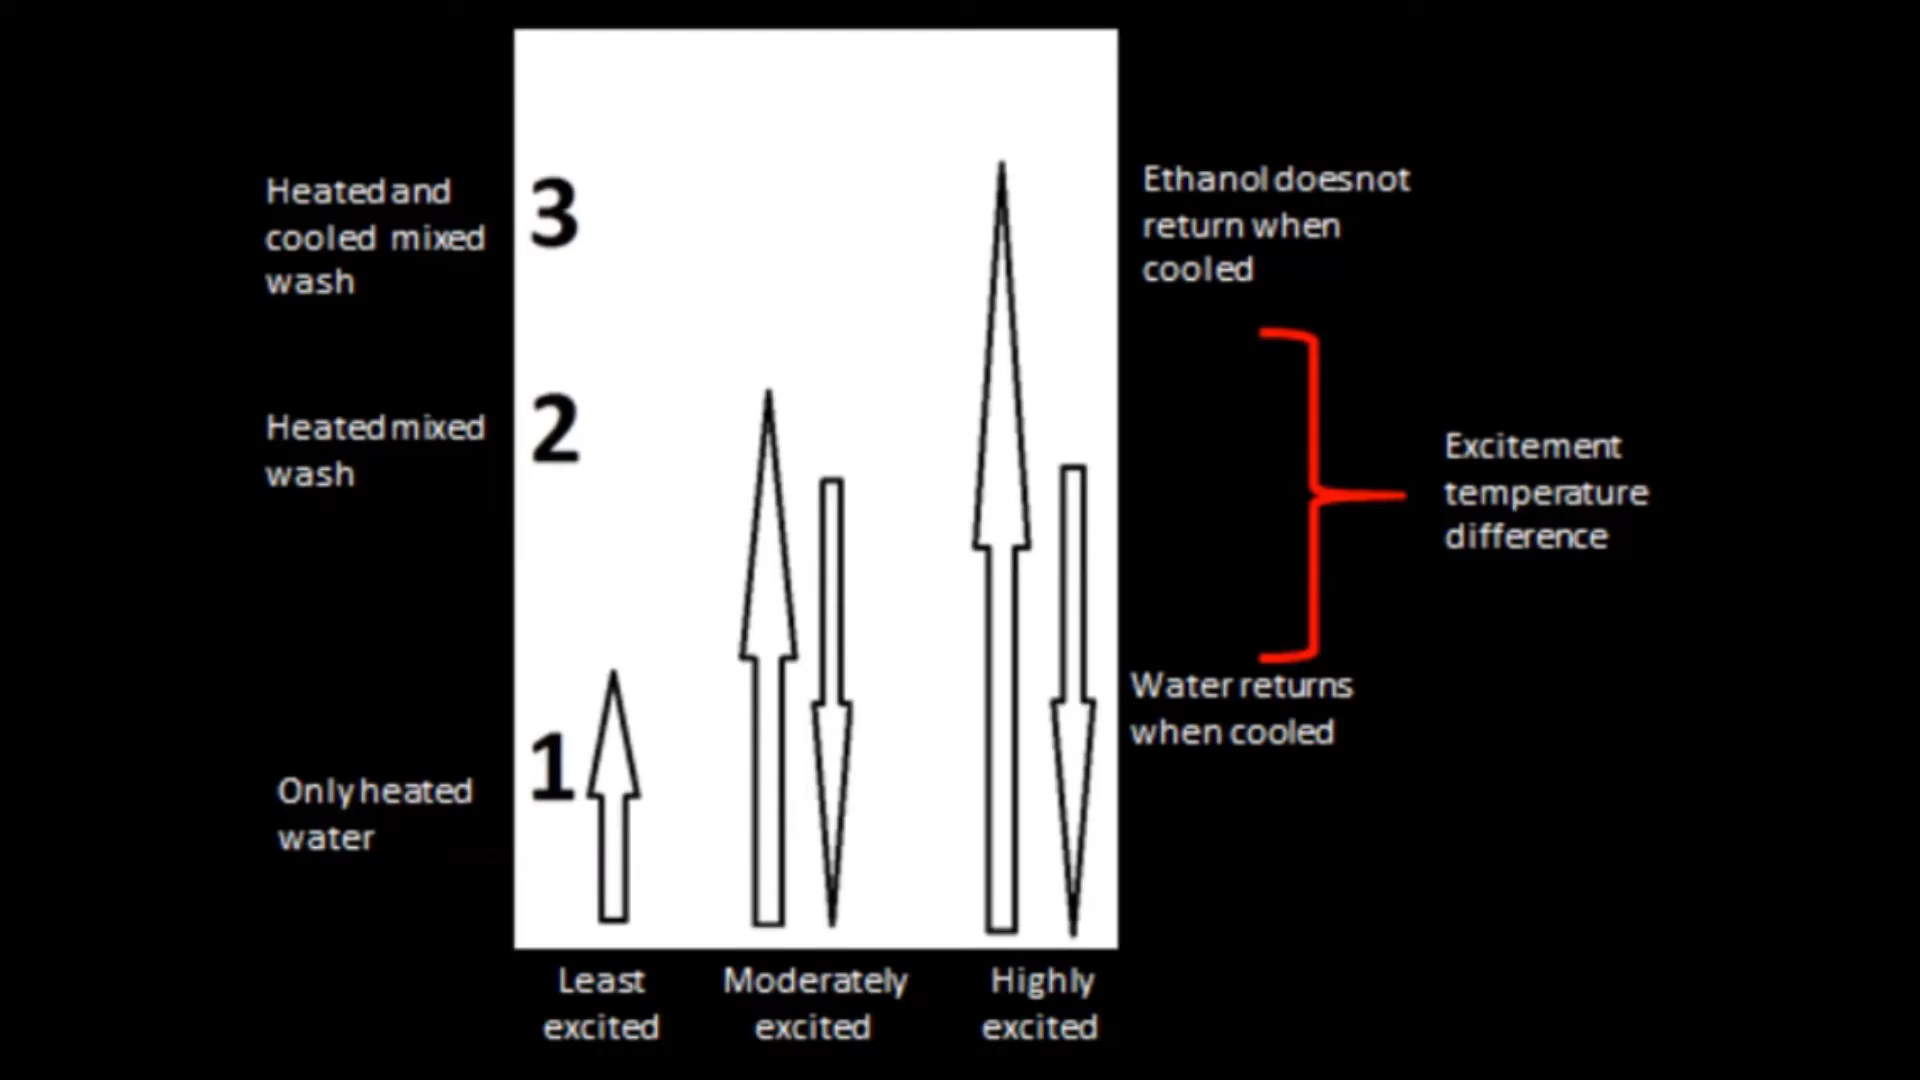 Heated and
cooled mixed
wash
3
Ethanol does not
return when
cooled
Heated mixed
wash
2
Excitement
temperature
difference
Water returns
when cooled
Only heated
water
1
Least
excited
Moderately
excited
Highly
excited